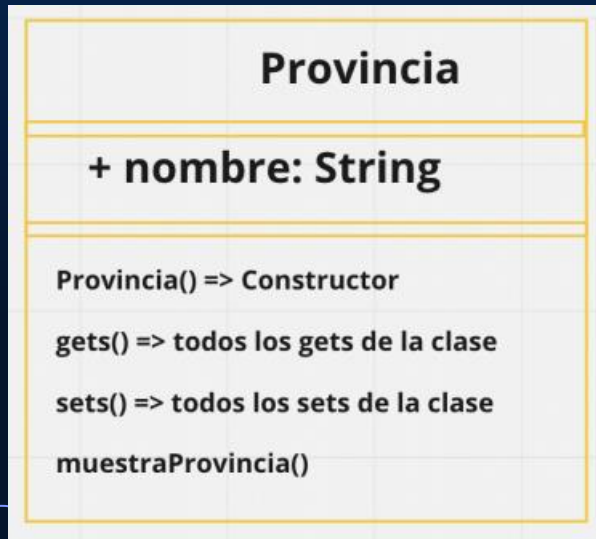 Provincia
+ nombre: String
Provincia() => Constructor
gets() => todos los gets de la clase
sets() => todos los sets de la clase
muestraProvincia()